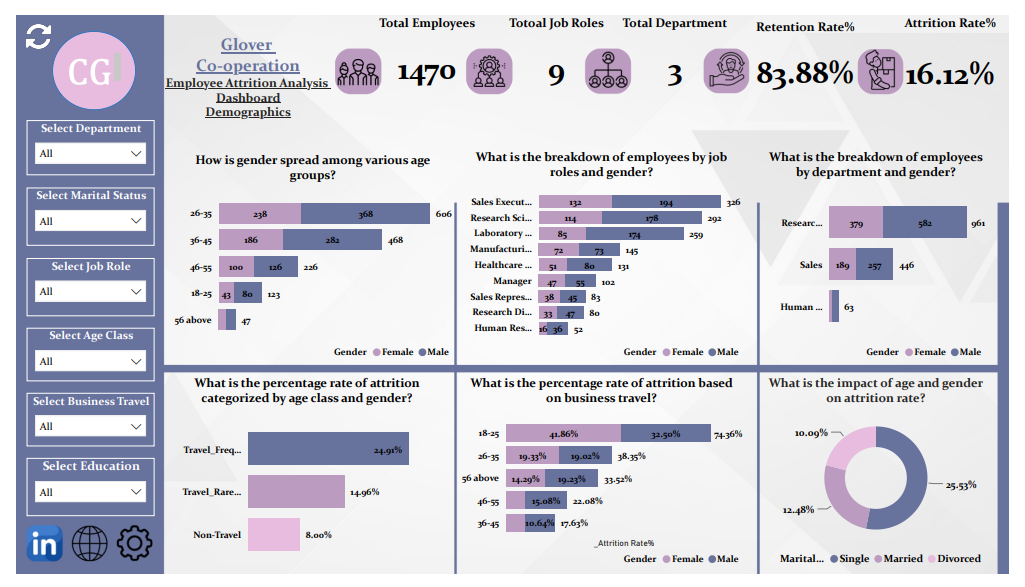 Total Employees
Totoal Job Roles
Total Department
Retention Rate%
Attrition Rate%
CGI
Glover
Co-operation
Employee Attrition Analysis
Dashboard
Demographics
1470
9
3
83.88%
16.12%
Select Department
All
Select Marital Status
All
Select Job Role
All
Select Age Class
All
Select Business Travel
All
Select Education
All
in
How is gender spread among various age
groups?
26-35 238 368 606
36-45 186 282 468
46-55 100 126 226
18-25 43 80 123
56 above 47
Gender Female Male
What is the breakdown of employees by job
roles and gender?
Sales Execut... 132 194 326
Research Sci... 114 178 292
Laboratory ... 85 174 259
Manufacturi... 72 73 145
Healthcare ... 51 80 131
Manager 47 55 102
Sales Repres... 38 45 83
Research Di... 33 47 80
Human Res... 16 36 52
Gender Female Male
What is the breakdown of employees
by department and gender?
Researc... 379 582 961
Sales 189 257 446
Human ... 63
Gender Female Male
What is the percentage rate of attrition
categorized by age class and gender?
Travel_Freq... 24.91%
Travel_Rare... 14.96%
Non-Travel 8.00%
What is the percentage rate of attrition based
on business travel?
18-25 41.86% 32.50% 74.36%
26-35 19.33% 19.02% 38.35%
56 above 14.29% 19.23% 33.52%
46-55 15.08% 22.08%
36-45 10.64% 17.63%
_Attrition Rate%
Gender Female Male
What is the impact of age and gender
on attrition rate?
10.09%
25.53%
12.48%
Marital... Single Married Divorced